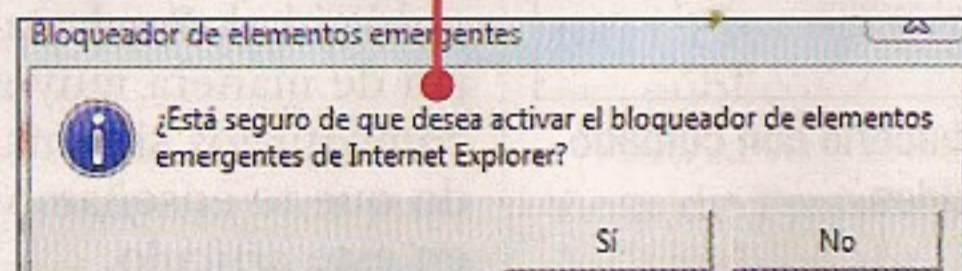 Bloqueador de elementos emergentes
¿Está seguro de que desea activar el bloqueador de elementos
emergentes de Internet Explorer?
Sí No